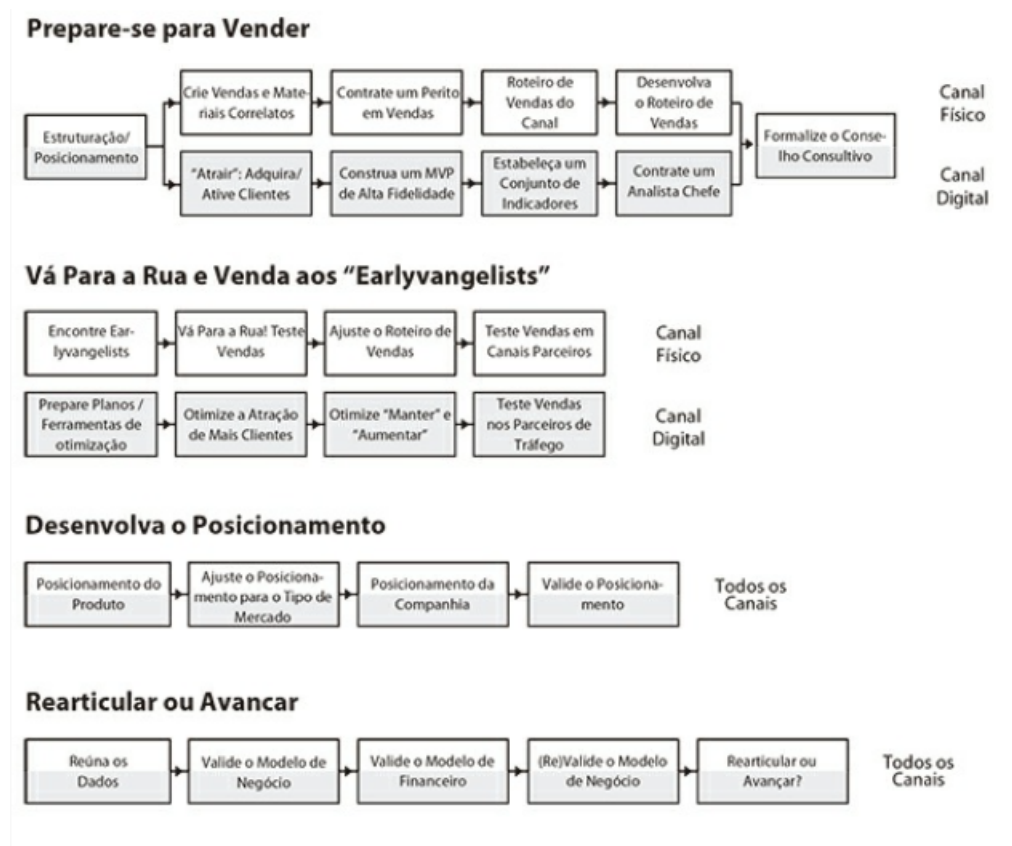 Prepare-se para Vender
Estruturação/
Posicionamento
Crie Vendas e Mate-
riais Correlatos
Contrate um Perito
em Vendas
Roteiro de
Vendas do
Canal
Desenvolva
o Roteiro de
Vendas
Formalize o Conse-
lho Consultivo
Canal
Físico
"Atrair": Adquira/
Ative Clientes
Construa um MVP
de Alta Fidelidade
Estabeleça um
Conjunto de
Indicadores
Contrate um
Analista Chefe
Canal
Digital
Vá Para a Rua e Venda aos “Earlyvangelists”
Encontre Ear-
lyvangelists
Vá Para a Rua! Teste
Vendas
Ajuste o Roteiro de
Vendas
Teste Vendas em
Canais Parceiros
Canal
Físico
Prepare Planos /
Ferramentas de
otimização
Otimize a Atração
de Mais Clientes
Otimize “Manter” e
“Aumentar”
Teste Vendas
nos Parceiros de
Tráfego
Canal
Digital
Desenvolva o Posicionamento
Posicionamento do
Produto
Ajuste o Posiciona-
mento para o Tipo de
Mercado
Posicionamento da
Companhia
Valide o Posiciona-
mento
Todos os
Canais
Rearticular ou Avancar
Reúna os
Dados
Valide o Modelo de
Negócio
Valide o Modelo de
Financeiro
(Re)Valide o Modelo
de Negócio
Rearticular ou
Avançar?
Todos os
Canais